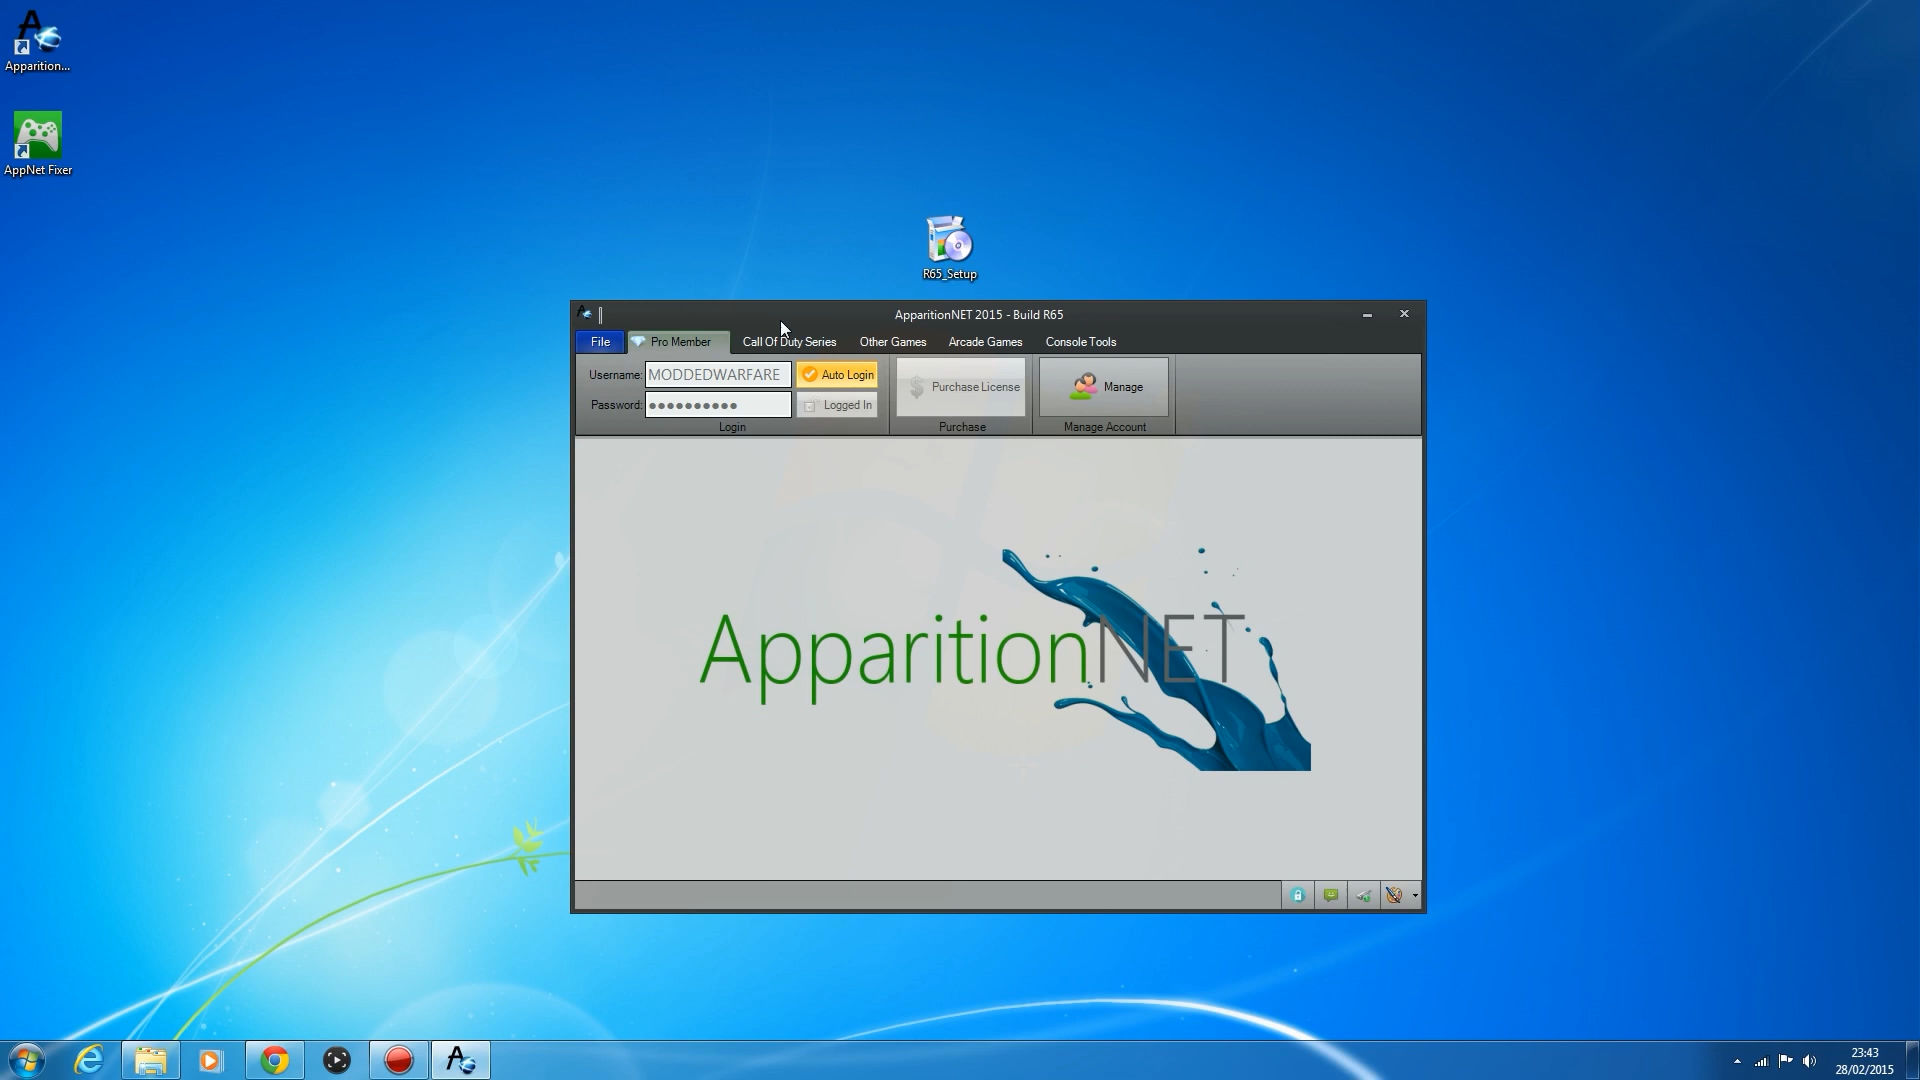 Apparition...
AppNet Fixer
R65_Setup
ApparitionNET 2015 - Build R65
File
Pro Member
Call Of Duty Series
Other Games
Arcade Games
Console Tools
Username: MODDEDWARFARE
Auto Login
Password: ●●●●●●●●●●
Logged In
Login
Purchase License
Purchase
Manage
Manage Account
ApparitionNET
23:43
28/02/2015